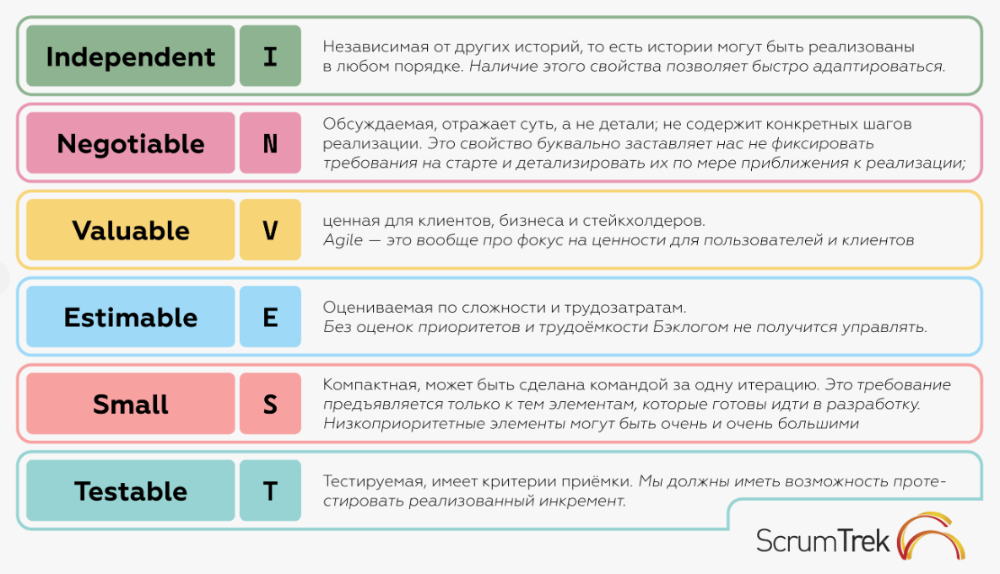 Independent
I
Независимая от других историй, то есть истории могут быть реализованы
в любом порядке. Наличие этого свойства позволяет быстро адаптироваться.
Negotiable
N
Обсуждаемая, отражает суть, а не детали; не содержит конкретных шагов
реализации. Это свойство буквально заставляет нас не фиксировать
требования на старте и детализировать их по мере приближения к реализации;
Valuable
V
ценная для клиентов, бизнеса и стейкхолдеров.
Agile — это вообще про фокус на ценности для пользователей и клиентов
Estimable
E
Оцениваемая по сложности и трудозатратам.
Без оценок приоритетов и трудоёмкости Бэклогом не получится управлять.
Small
S
Компактная, может быть сделана командой за одну итерацию. Это требование
предъявляется только к тем элементам, которые готовы идти в разработку.
Низкоприоритетные элементы могут быть очень и очень большими
Testable
T
Тестируемая, имеет критерии приёмки. Мы должны иметь возможность проте-
стировать реализованный инкремент.
ScrumTrek